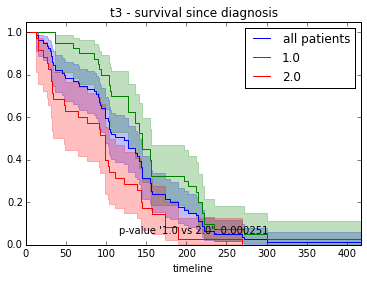 t3 - survival since diagnosis
all patients
1.0
2.0
1.0
0.8
0.6
0.4
0.2
0.0
p-value '1.0 vs 2.0': 0.000251
0 50 100 150 200 250 300 350 400
timeline